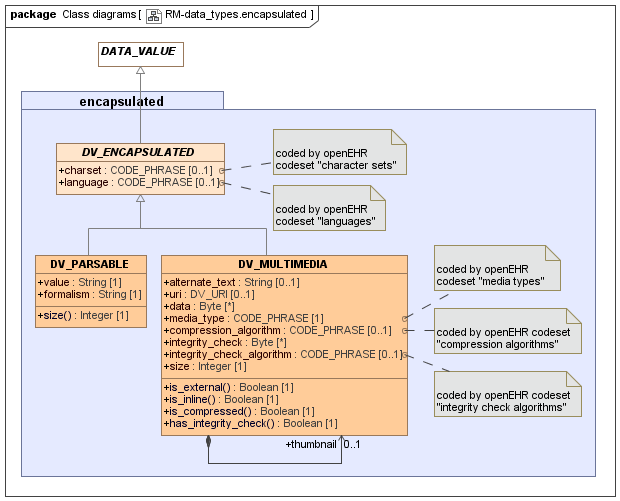 package Class diagrams [ RM-data_types.encapsulated ]
DATA_VALUE
encapsulated
DV_ENCAPSULATED
+charset : CODE_PHRASE [0..1]
+language : CODE_PHRASE [0..1]
coded by openEHR
codeset "character sets"
coded by openEHR
codeset "languages"
DV_PARSABLE
+value : String [1]
+formalism : String [1]
+size() : Integer [1]
DV_MULTIMEDIA
+alternate_text : String [0..1]
+uri : DV_URI [0..1]
+data : Byte [*]
+media_type : CODE_PHRASE [1]
+compression_algorithm : CODE_PHRASE [0..1]
+integrity_check : Byte [*]
+integrity_check_algorithm : CODE_PHRASE [0..1]
+size : Integer [1]
+is_external() : Boolean [1]
+is_inline() : Boolean [1]
+is_compressed() : Boolean [1]
+has_integrity_check() : Boolean [1]
coded by openEHR
codeset "media types"
coded by openEHR codeset
"compression algorithms"
coded by openEHR codeset
"integrity check algorithms"
+thumbnail 0..1